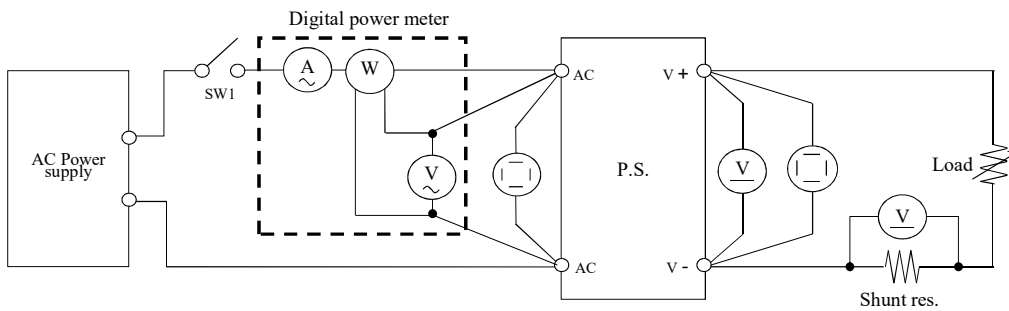 Digital power meter
A
W
SW1
AC
V +
AC Power
supply
V
P.S.
V
Load
V
AC
V -
Shunt res.